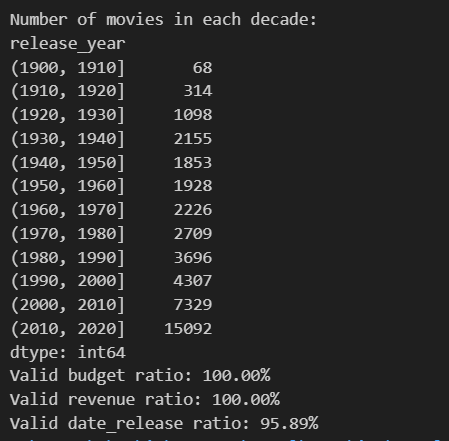 Number of movies in each decade:
release_year
(1900, 1910]       68
(1910, 1920]      314
(1920, 1930]     1098
(1930, 1940]     2155
(1940, 1950]     1853
(1950, 1960]     1928
(1960, 1970]     2226
(1970, 1980]     2709
(1980, 1990]     3696
(1990, 2000]     4307
(2000, 2010]     7329
(2010, 2020]    15092
dtype: int64
Valid budget ratio: 100.00%
Valid revenue ratio: 100.00%
Valid date_release ratio: 95.89%